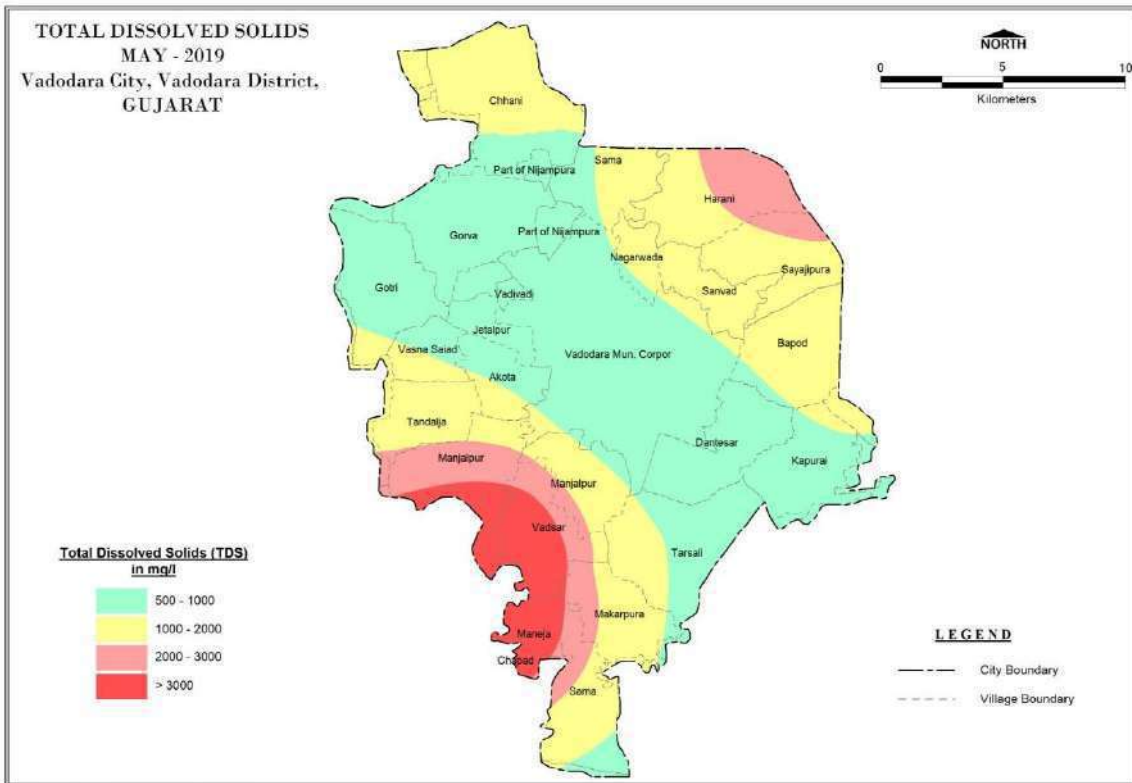 TOTAL DISSOLVED SOLIDS
MAY - 2019
Vadodara City, Vadodara District,
GUJARAT
NORTH
0 5 10
Kilometers
Chhani
Sama
Part of Nijampura
Harani
Part of Nijampura
Gorva
Nagarwada
Sayajipura
Gotri
Vadivadi
Sanvad
Jetalpur
Bapod
Vasna Saiad
Vadodara Mun. Corpor
Akota
Tandalja
Dantesar
Manjalpur
Kapurai
Manjalpur
Vadsar
Tarsali
Makarpura
Maneja
Chapad
Sama
Total Dissolved Solids (TDS)
in mg/l
500 - 1000
1000 - 2000
2000 - 3000
> 3000
LEGEND
City Boundary
Village Boundary